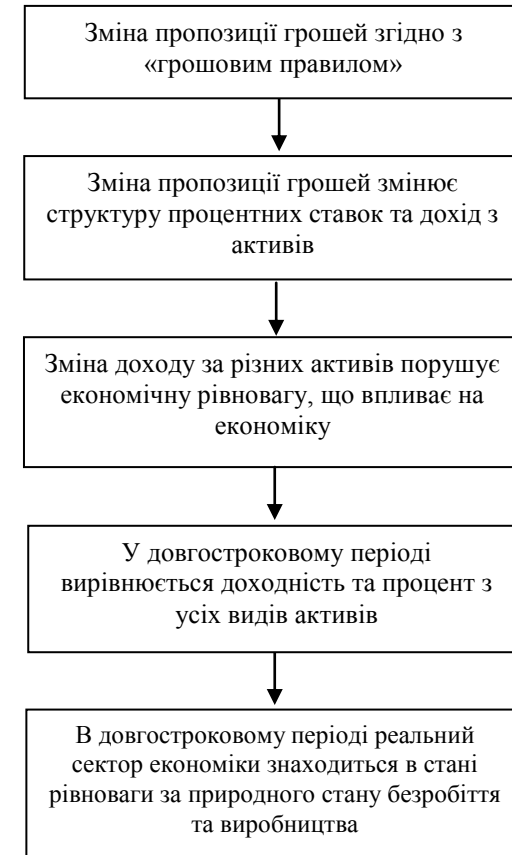 Зміна пропозиції грошей згідно з
«грошовим правилом»
Зміна пропозиції грошей змінює
структуру процентних ставок та дохід з
активів
Зміна доходу за різних активів порушує
економічну рівновагу, що впливає на
економіку
У довгостроковому періоді
вирівнюється доходність та процент з
усіх видів активів
В довгостроковому періоді реальний
сектор економіки знаходиться в стані
рівноваги за природного стану безробіття
та виробництва